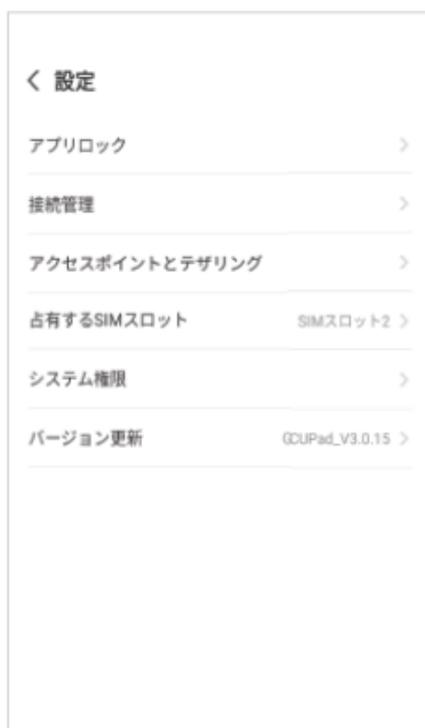 設定
アプリロック
接続管理
アクセスポイントとテザリング
占有するSIMスロット SIMスロット2
システム権限
バージョン更新 GCUPad_V3.0.15